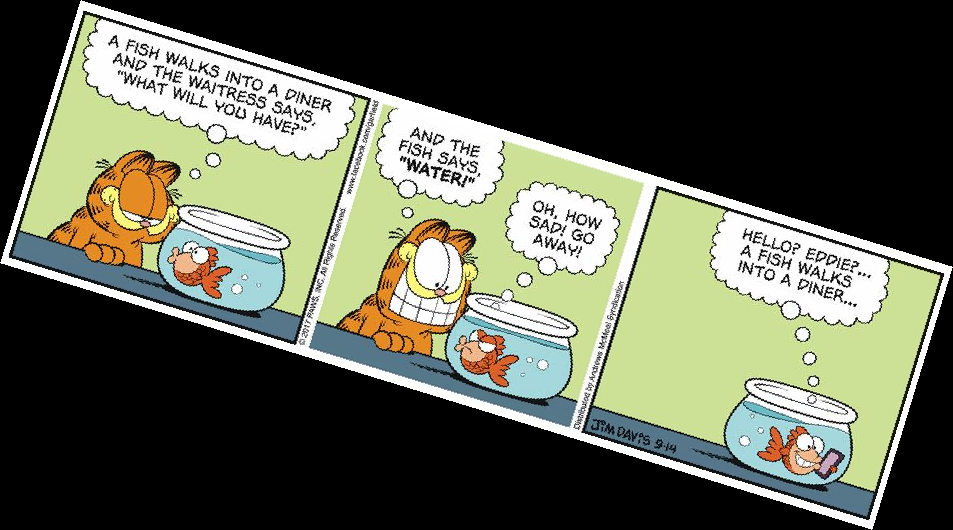 A FISH WALKS INTO A DINER
AND THE WAITRESS SAYS,
"WHAT WILL YOU HAVE?"
© 2017 PAWS, INC. All Rights Reserved. www.facebook.com/garfield
AND THE
FISH SAYS,
"WATER!"
OH, HOW
SAD! GO
AWAY!
Distributed by Andrews McMeel Syndication
HELLO? EDDIE?...
A FISH WALKS
INTO A DINER...
JIM DAVIS 9-14